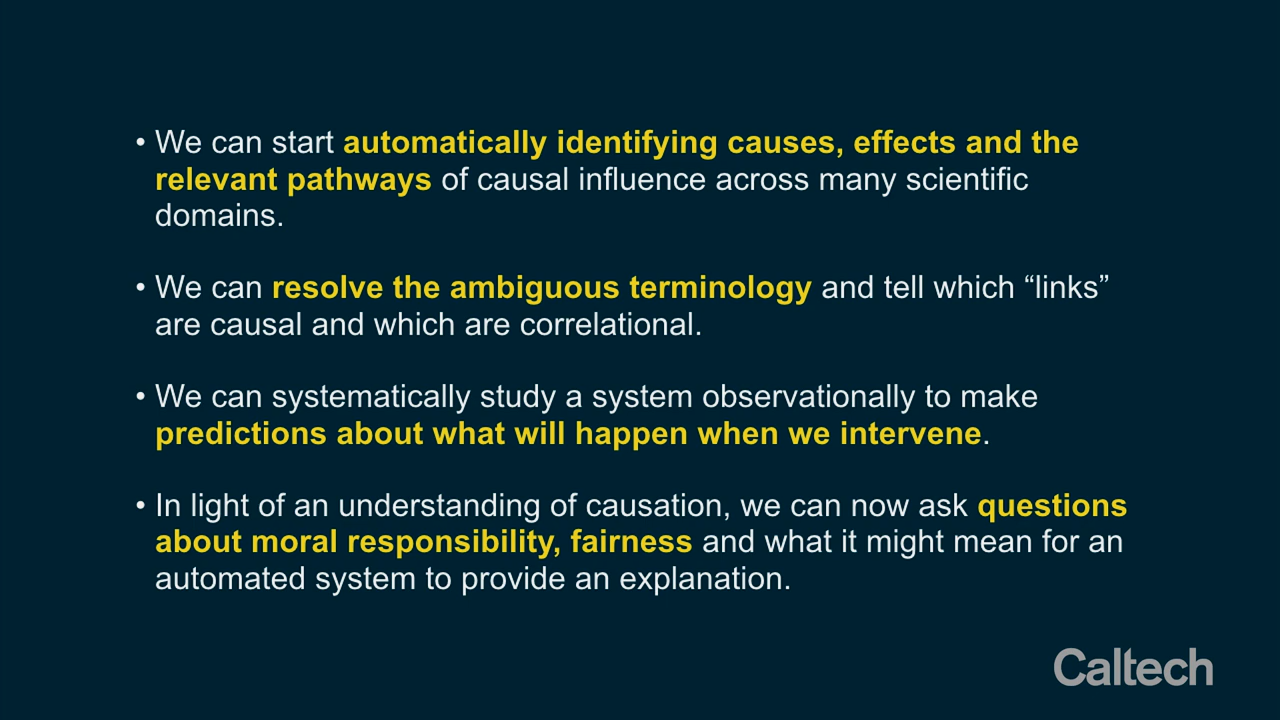 • We can start automatically identifying causes, effects and the
relevant pathways of causal influence across many scientific
domains.
• We can resolve the ambiguous terminology and tell which “links”
are causal and which are correlational.
• We can systematically study a system observationally to make
predictions about what will happen when we intervene.
• In light of an understanding of causation, we can now ask questions
about moral responsibility, fairness and what it might mean for an
automated system to provide an explanation.
Caltech